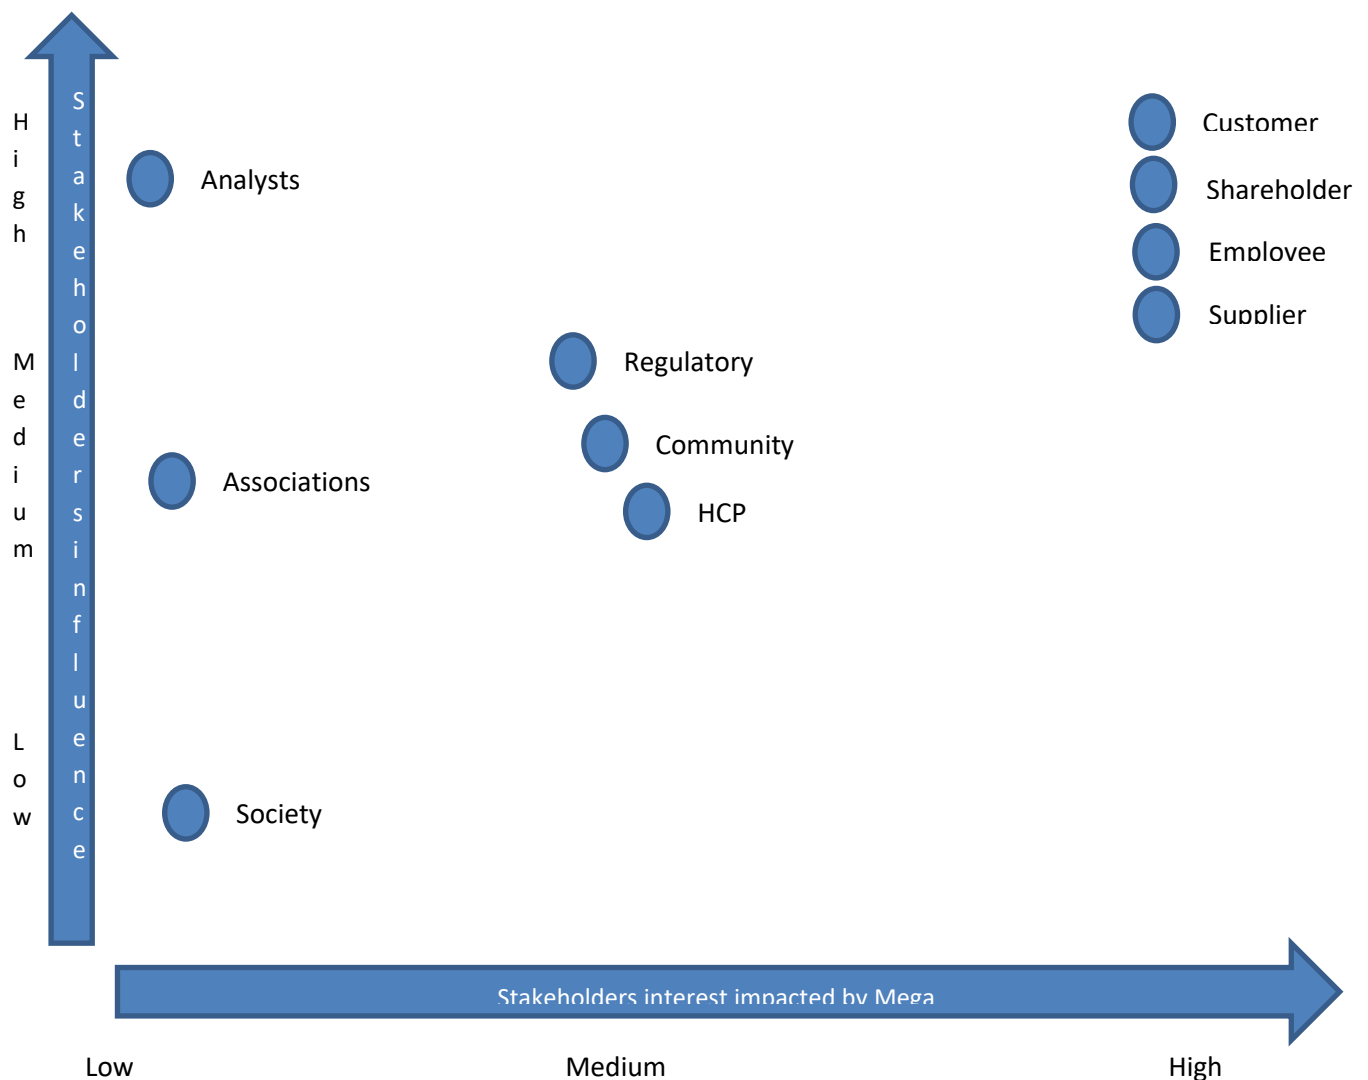 High
Medium
Low
Stakeholders influence
Analysts
Customer
Shareholder
Employee
Supplier
Regulatory
Community
Associations
HCP
Society
Stakeholders interest impacted by Mega
Low Medium High